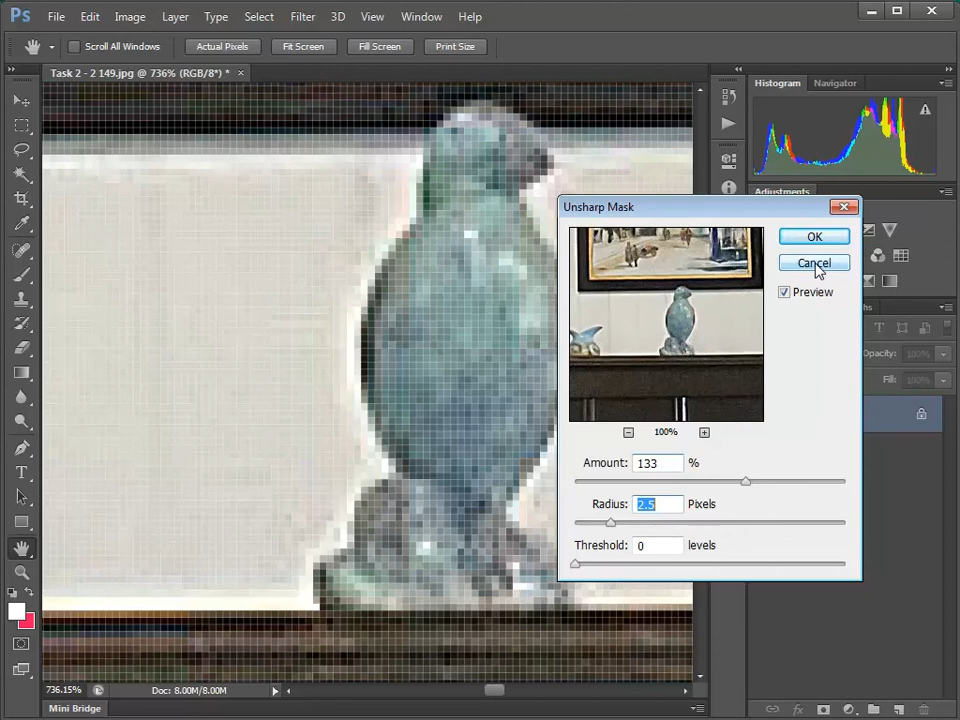 Ps File Edit Image Layer Type Select Filter 3D View Window Help
Scroll All Windows Actual Pixels Fit Screen Fill Screen Print Size
Task 2 - 2 149.jpg @ 736% (RGB/8*) *
Histogram Navigator
Adjustments
Unsharp Mask
OK
Cancel
Preview
100%
Amount: 133 %
Radius: 2.5 Pixels
Threshold: 0 levels
Opacity: 100%
Fill: 100%
T
736.15% Doc: 8.00M/8.00M
Mini Bridge
fx